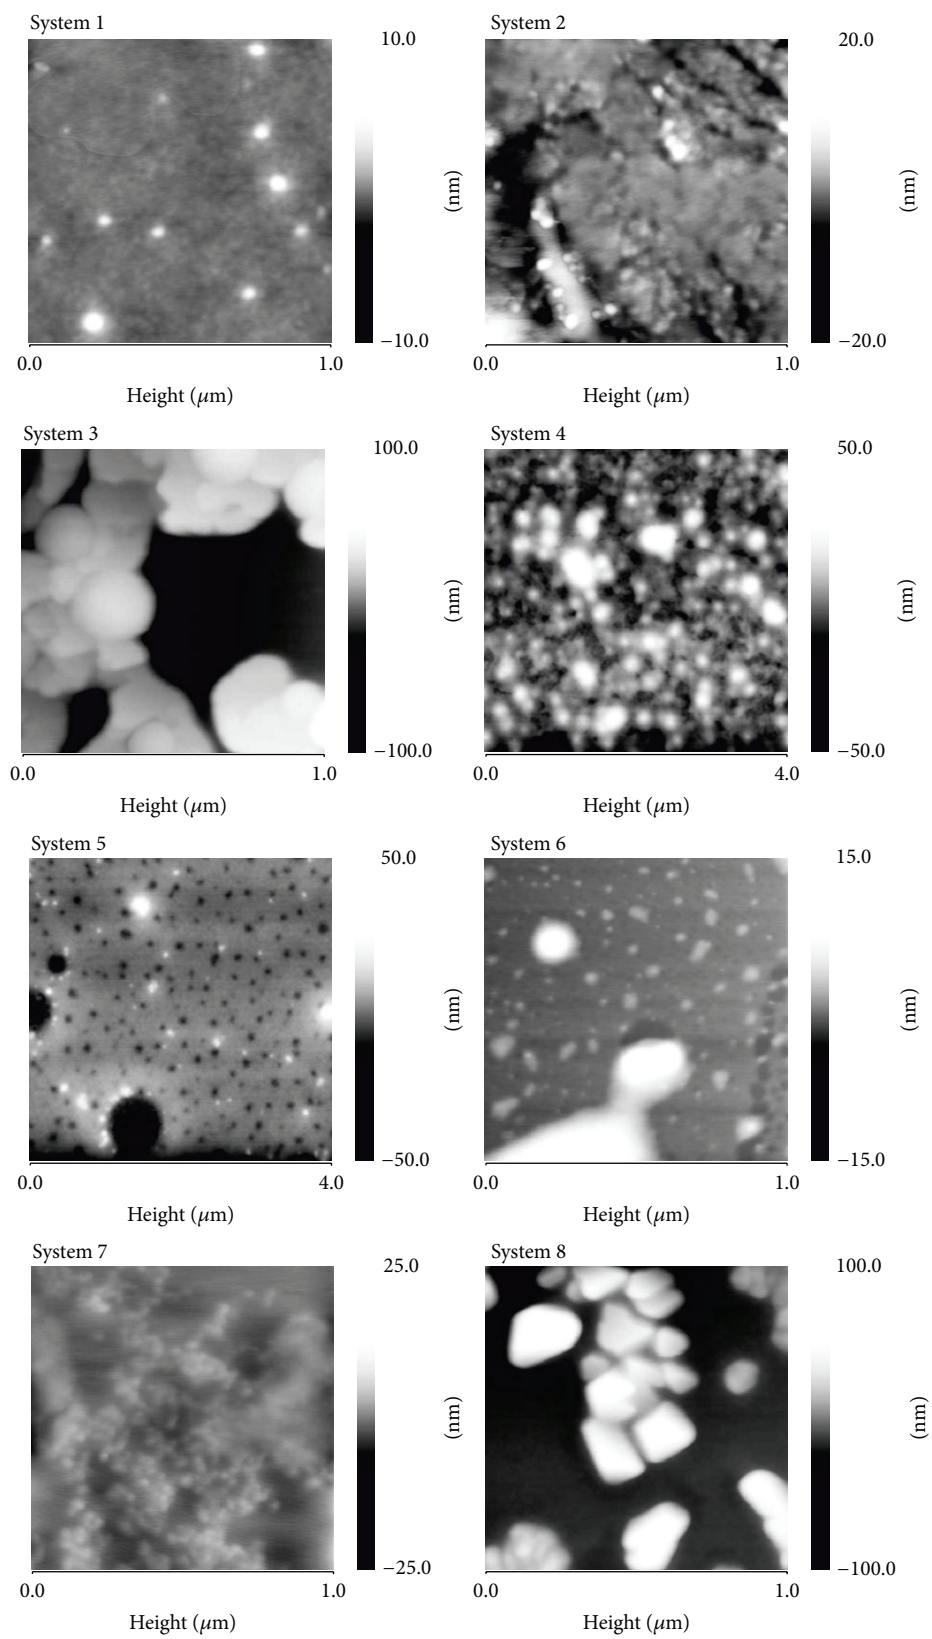 System 1
10.0
(nm)
−10.0
0.0 1.0
Height (μm)
System 2
20.0
(nm)
−20.0
0.0 1.0
Height (μm)
System 3
100.0
(nm)
−100.0
0.0 1.0
Height (μm)
System 4
50.0
(nm)
−50.0
0.0 4.0
Height (μm)
System 5
50.0
(nm)
−50.0
0.0 4.0
Height (μm)
System 6
15.0
(nm)
−15.0
0.0 1.0
Height (μm)
System 7
25.0
(nm)
−25.0
0.0 1.0
Height (μm)
System 8
100.0
(nm)
−100.0
0.0 1.0
Height (μm)